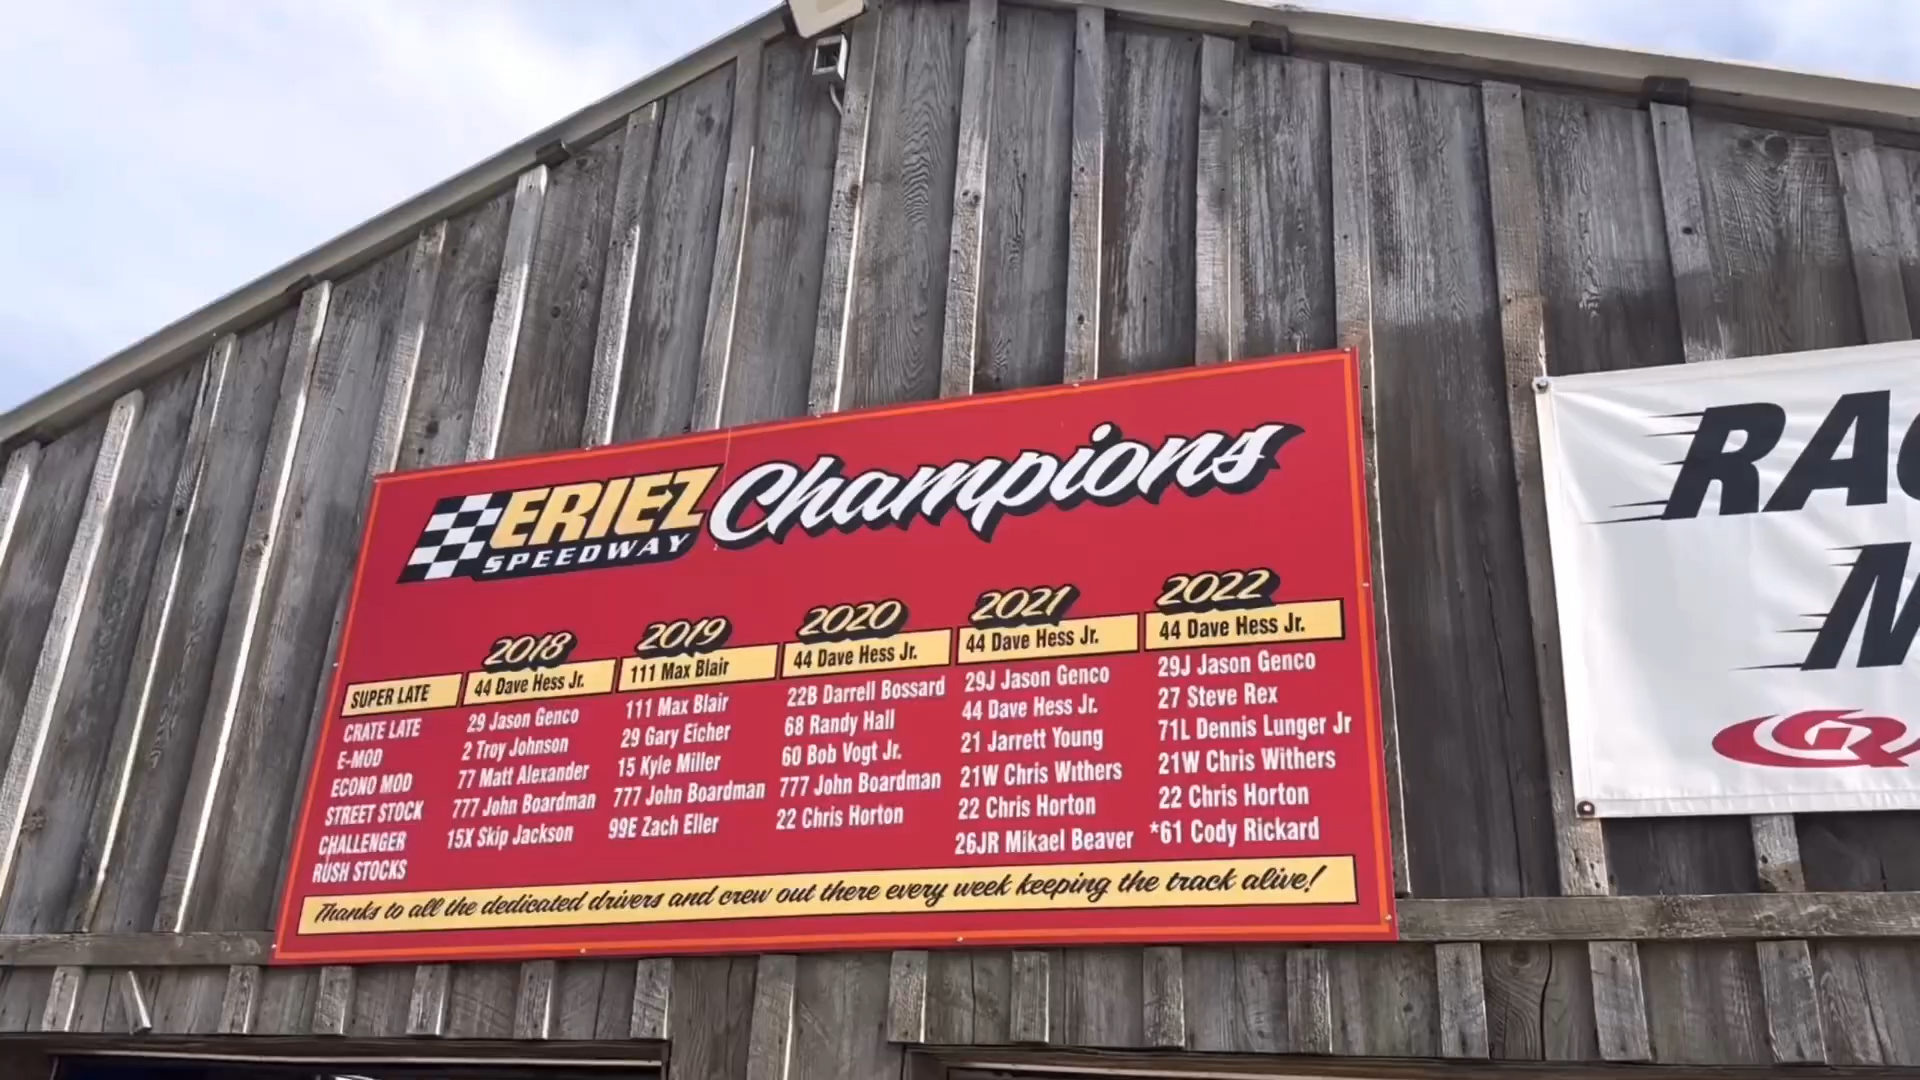 ERIEZ Champions
SPEEDWAY
2018 2019 2020 2021 2022
SUPER LATE 44 Dave Hess Jr. 111 Max Blair 44 Dave Hess Jr. 44 Dave Hess Jr. 44 Dave Hess Jr.
CRATE LATE 29 Jason Genco 111 Max Blair 22B Darrell Bossard 29J Jason Genco 29J Jason Genco
E-MOD 2 Troy Johnson 29 Gary Eicher 68 Randy Hall 44 Dave Hess Jr. 27 Steve Rex
ECONO MOD 77 Matt Alexander 15 Kyle Miller 60 Bob Vogt Jr. 21 Jarrett Young 71L Dennis Lunger Jr
STREET STOCK 777 John Boardman 777 John Boardman 777 John Boardman 21W Chris Withers 21W Chris Withers
CHALLENGER 15X Skip Jackson 99E Zach Eller 22 Chris Horton 22 Chris Horton 22 Chris Horton
RUSH STOCKS 26JR Mikael Beaver *61 Cody Rickard
Thanks to all the dedicated drivers and crew out there every week keeping the track alive!